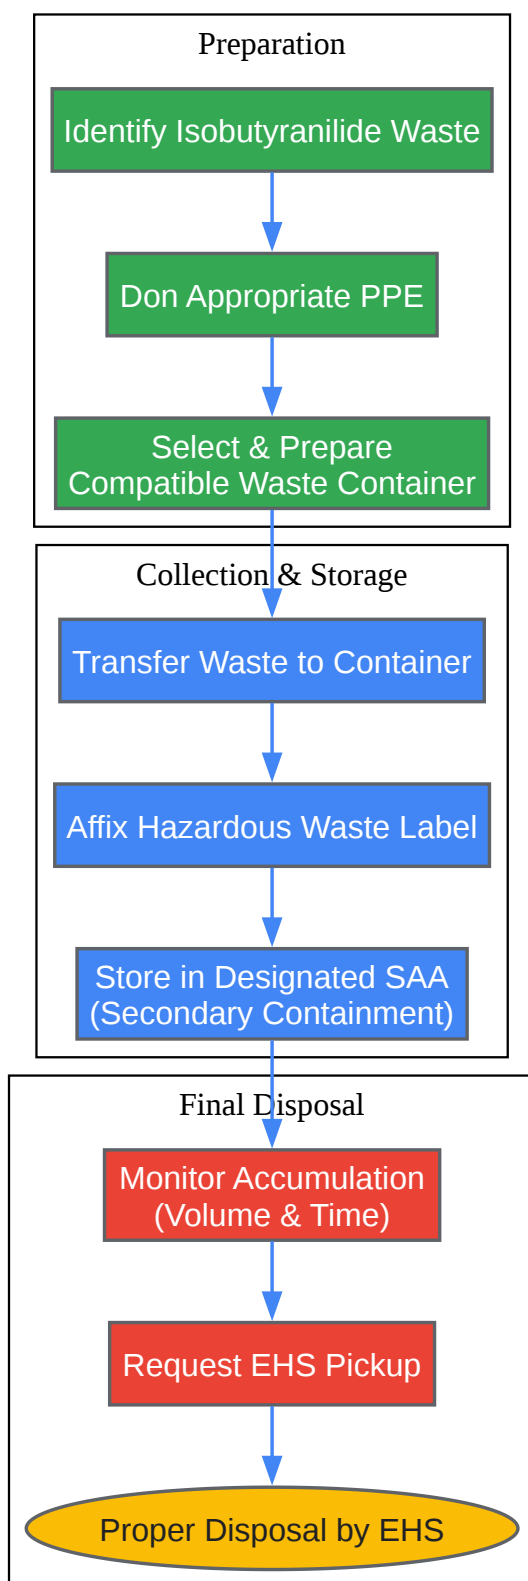 Preparation
Identify Isobutyranilide Waste
Don Appropriate PPE
Select & Prepare
Compatible Waste Container
Collection & Storage
Transfer Waste to Container
Affix Hazardous Waste Label
Store in Designated SAA
(Secondary Containment)
Final Disposal
Monitor Accumulation
(Volume & Time)
Request EHS Pickup
Proper Disposal by EHS